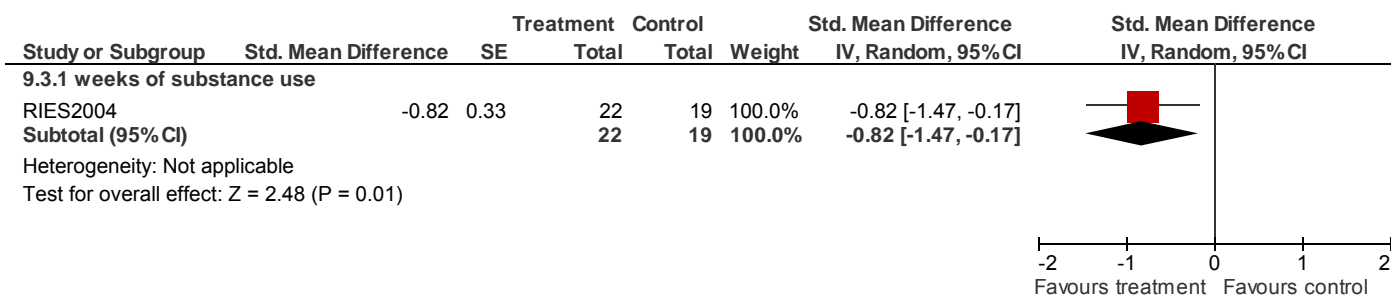 Treatment Control Std. Mean Difference Std. Mean Difference
Study or Subgroup Std. Mean Difference SE Total Total Weight IV, Random, 95% CI IV, Random, 95% CI
9.3.1 weeks of substance use
RIES2004 -0.82 0.33 22 19 100.0% -0.82 [-1.47, -0.17]
Subtotal (95% CI) 22 19 100.0% -0.82 [-1.47, -0.17]
Heterogeneity: Not applicable
Test for overall effect: Z = 2.48 (P = 0.01)
-2 -1 0 1 2
Favours treatment Favours control